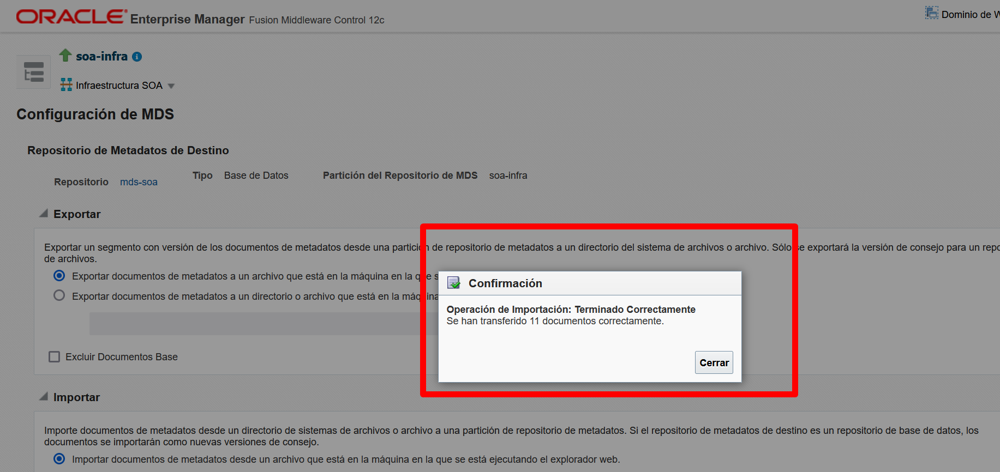 ORACLE Enterprise Manager Fusion Middleware Control 12c
Dominio de W
soa-infra
Infraestructura SOA
Configuración de MDS
Repositorio de Metadatos de Destino
Repositorio mds-soa Tipo Base de Datos Partición del Repositorio de MDS soa-infra
Exportar
Exportar un segmento con versión de los documentos de metadatos desde una partición de repositorio de metadatos a un directorio del sistema de archivos o archivo. Sólo se exportará la versión de consejo para un repo
de archivos.
Exportar documentos de metadatos a un archivo que está en la máquina en la que s
Exportar documentos de metadatos a un directorio o archivo que está en la máquina
Excluir Documentos Base
Confirmación
Operación de Importación: Terminado Correctamente
Se han transferido 11 documentos correctamente.
Cerrar
Importar
Importe documentos de metadatos desde un directorio de sistemas de archivos o archivo a una partición de repositorio de metadatos. Si el repositorio de metadatos de destino es un repositorio de base de datos, los
documentos se importarán como nuevas versiones de consejo.
Importar documentos de metadatos desde un archivo que está en la máquina en la que se está ejecutando el explorador web.